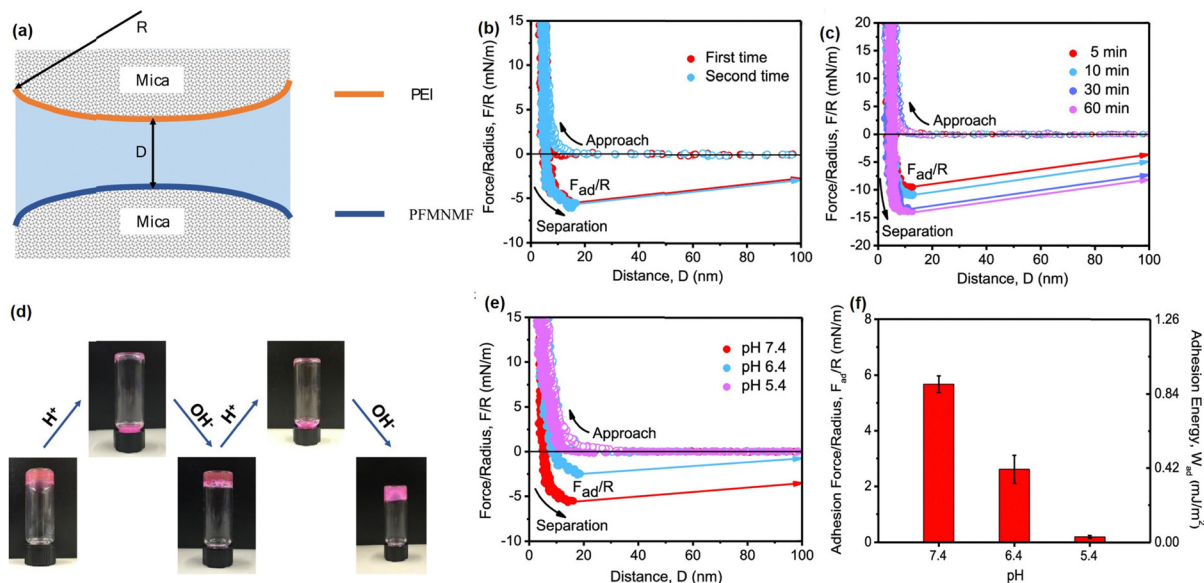 (a)
R
Mica
PEI
D
Mica
PFMNMF
(b)
Force/Radius, F/R (mN/m)
15
10
5
0
-5
-10
First time
Second time
Approach
F_ad/R
Separation
0 20 40 60 80 100
Distance, D (nm)
(c)
Force/Radius, F/R (mN/m)
20
15
10
5
0
-5
-10
-15
-20
5 min
10 min
30 min
60 min
Approach
F_ad/R
Separation
0 20 40 60 80 100
Distance, D (nm)
(d)
H⁺
OH⁻
H⁺
OH⁻
(e)
Force/Radius, F/R (mN/m)
15
10
5
0
-5
-10
pH 7.4
pH 6.4
pH 5.4
Approach
F_ad/R
Separation
0 20 40 60 80 100
Distance, D (nm)
(f)
Adhesion Force/Radius, F_ad/R (mN/m)
8
6
4
2
0
7.4 6.4 5.4
pH
1.26
0.84
0.42
0.00
Adhesion Energy, W_ad (mJ/m²)